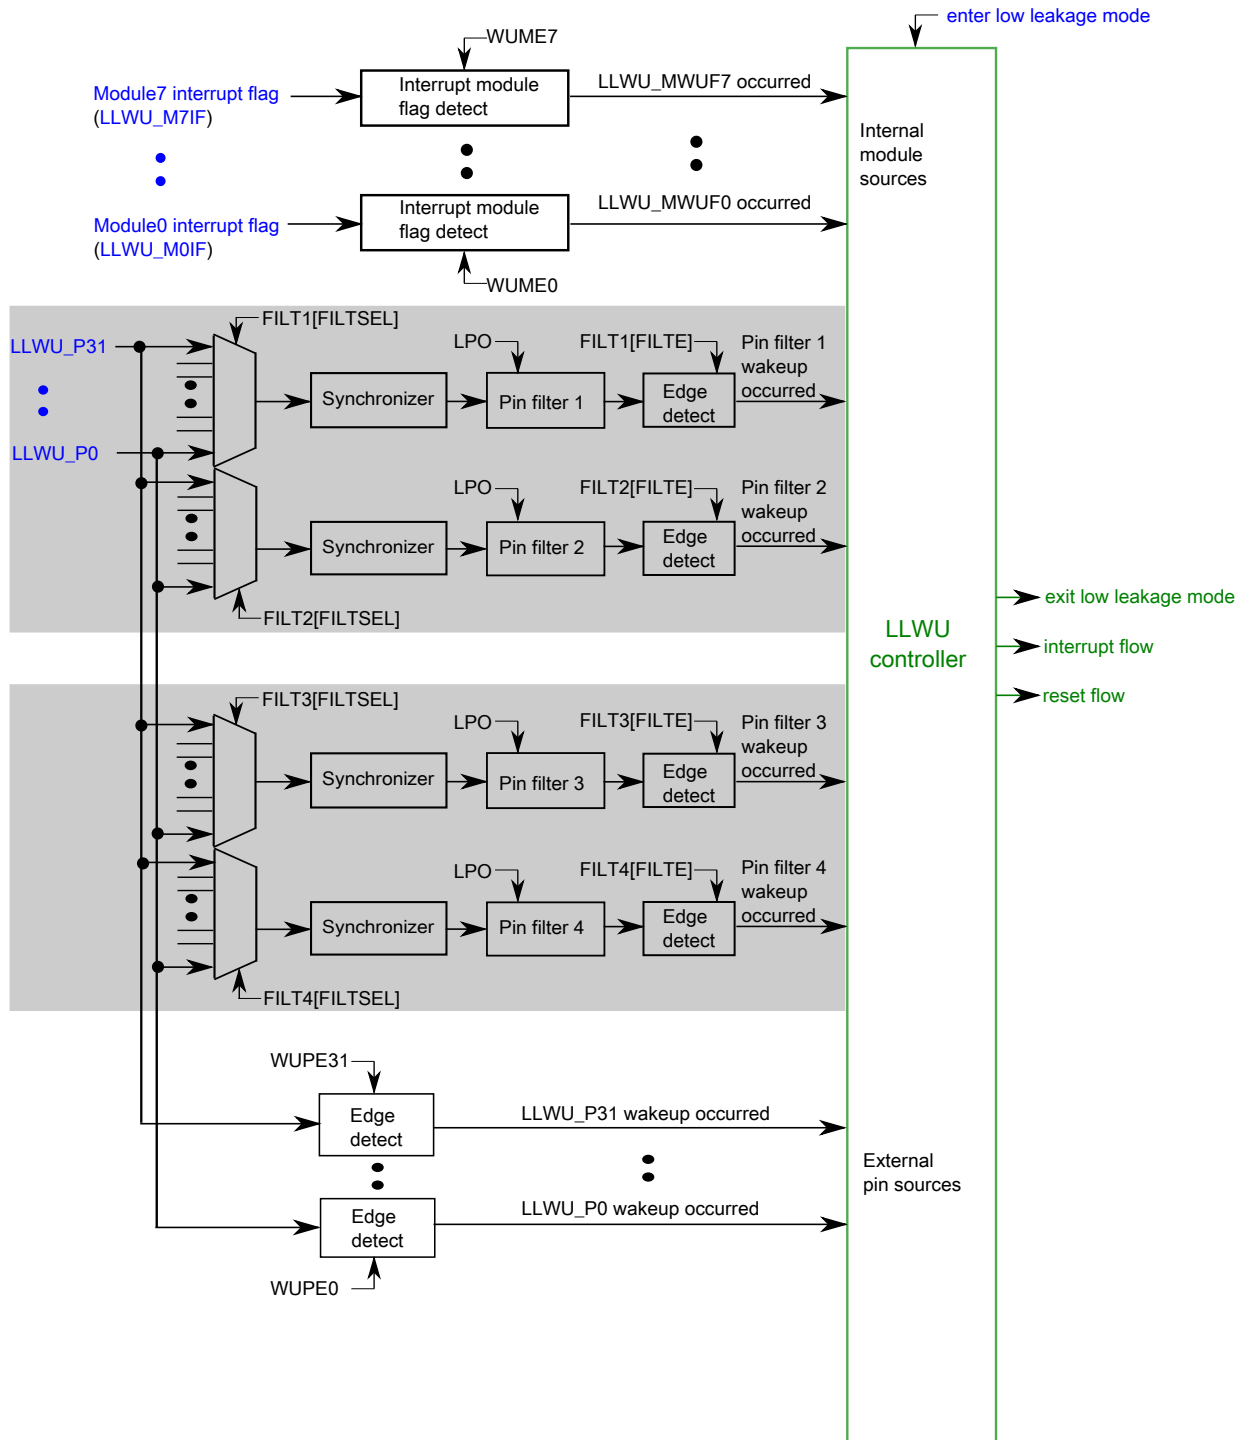 enter low leakage mode
WUME7
Module7 interrupt flag
(LLWU_M7IF)
Interrupt module
flag detect
LLWU_MWUF7 occurred
Internal
module
sources
Module0 interrupt flag
(LLWU_M0IF)
Interrupt module
flag detect
LLWU_MWUF0 occurred
WUME0
FILT1[FILTSEL]
LLWU_P31
LLWU_P0
Synchronizer
LPO
Pin filter 1
FILT1[FILTE]
Edge
detect
Pin filter 1
wakeup
occurred
Synchronizer
LPO
Pin filter 2
FILT2[FILTE]
Edge
detect
Pin filter 2
wakeup
occurred
FILT2[FILTSEL]
LLWU
controller
exit low leakage mode
interrupt flow
reset flow
FILT3[FILTSEL]
Synchronizer
LPO
Pin filter 3
FILT3[FILTE]
Edge
detect
Pin filter 3
wakeup
occurred
Synchronizer
LPO
Pin filter 4
FILT4[FILTE]
Edge
detect
Pin filter 4
wakeup
occurred
FILT4[FILTSEL]
WUPE31
Edge
detect
LLWU_P31 wakeup occurred
External
pin sources
Edge
detect
LLWU_P0 wakeup occurred
WUPE0